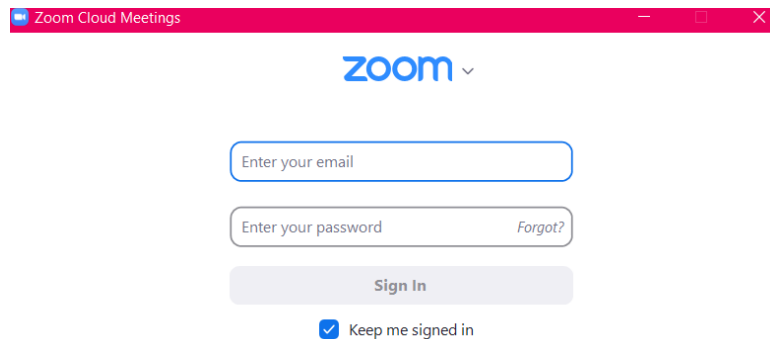 Zoom Cloud Meetings
zoom
Enter your email
Enter your password Forgot?
Sign In
Keep me signed in